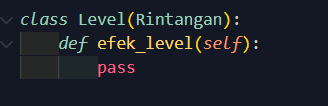 class Level(Rintangan):
    def efek_level(self):
        pass